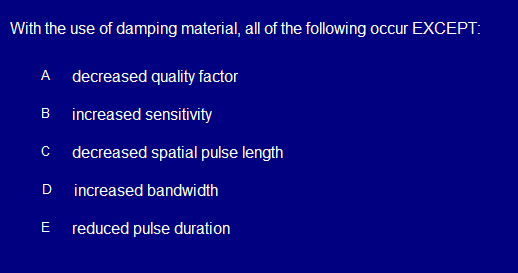 With the use of damping material, all of the following occur EXCEPT:
A decreased quality factor
B increased sensitivity
C decreased spatial pulse length
D increased bandwidth
E reduced pulse duration